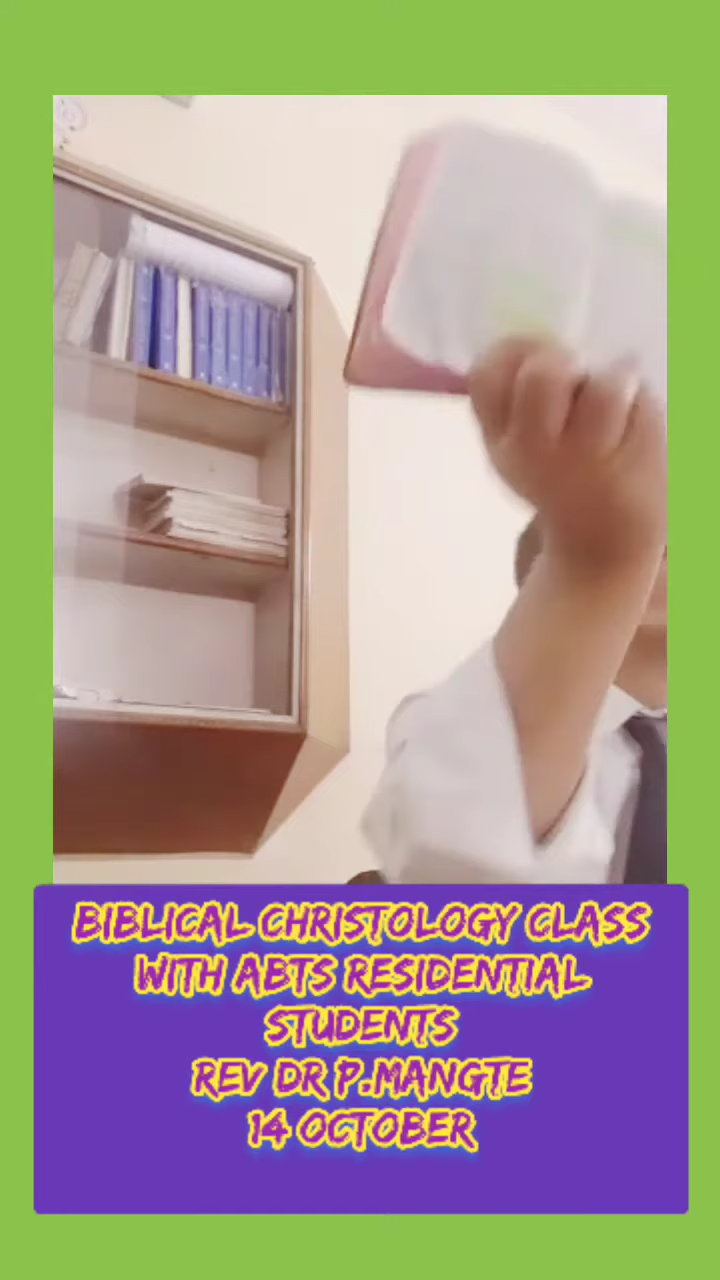 BIBLICAL CHRISTOLOGY CLASS
WITH ABTS RESIDENTIAL
STUDENTS
REV DR P.MANGTE
14 OCTOBER